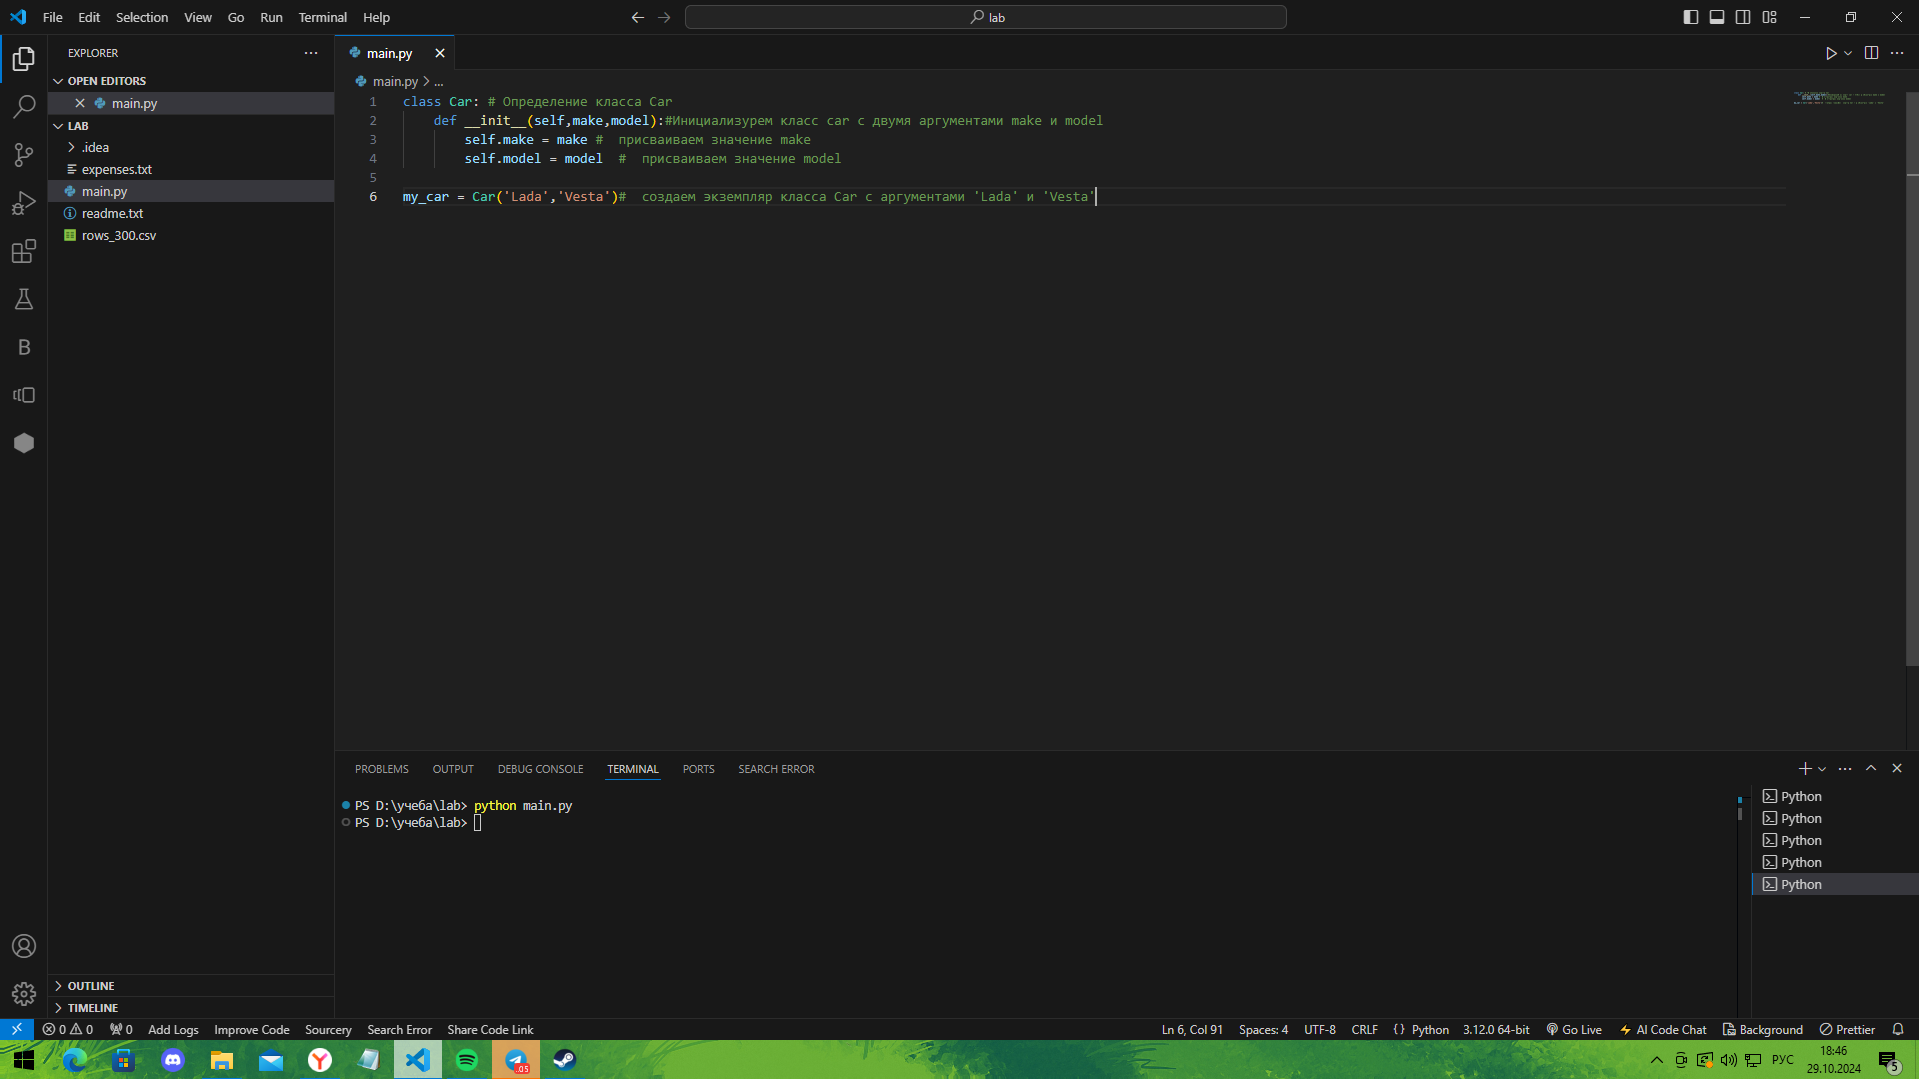 File Edit Selection View Go Run Terminal Help
lab
EXPLORER
OPEN EDITORS
main.py
LAB
.idea
expenses.txt
main.py
readme.txt
rows_300.csv
OUTLINE
TIMELINE
main.py
main.py > ...
1 class Car: # Определение класса Car
2 def __init__(self,make,model):#Инициализурем класс car с двумя аргументами make и model
3 self.make = make # присваиваем значение make
4 self.model = model # присваиваем значение model
5
6 my_car = Car('Lada','Vesta')# создаем экземпляр класса Car с аргументами 'Lada' и 'Vesta'
PROBLEMS OUTPUT DEBUG CONSOLE TERMINAL PORTS SEARCH ERROR
PS D:\учеба\lab> python main.py
PS D:\учеба\lab>
Python
Python
Python
Python
Python
0 0 0 Add Logs Improve Code Sourcery Search Error Share Code Link
Ln 6, Col 91 Spaces: 4 UTF-8 CRLF {} Python 3.12.0 64-bit Go Live AI Code Chat Background Prettier
РУС
18:46
29.10.2024
5